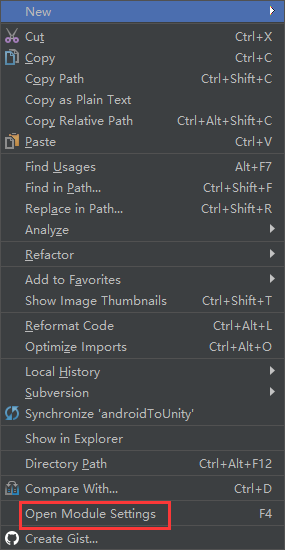 New
Cut Ctrl+X
Copy Ctrl+C
Copy Path Ctrl+Shift+C
Copy as Plain Text
Copy Relative Path Ctrl+Alt+Shift+C
Paste Ctrl+V
Find Usages Alt+F7
Find in Path... Ctrl+Shift+F
Replace in Path... Ctrl+Shift+R
Analyze
Refactor
Add to Favorites
Show Image Thumbnails Ctrl+Shift+T
Reformat Code Ctrl+Alt+L
Optimize Imports Ctrl+Alt+O
Local History
Subversion
Synchronize 'androidToUnity'
Show in Explorer
Directory Path Ctrl+Alt+F12
Compare With... Ctrl+D
Open Module Settings F4
Create Gist...